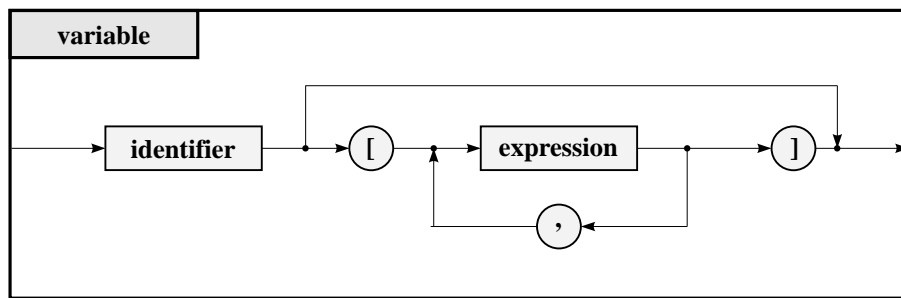 variable
identifier [ expression ]
,